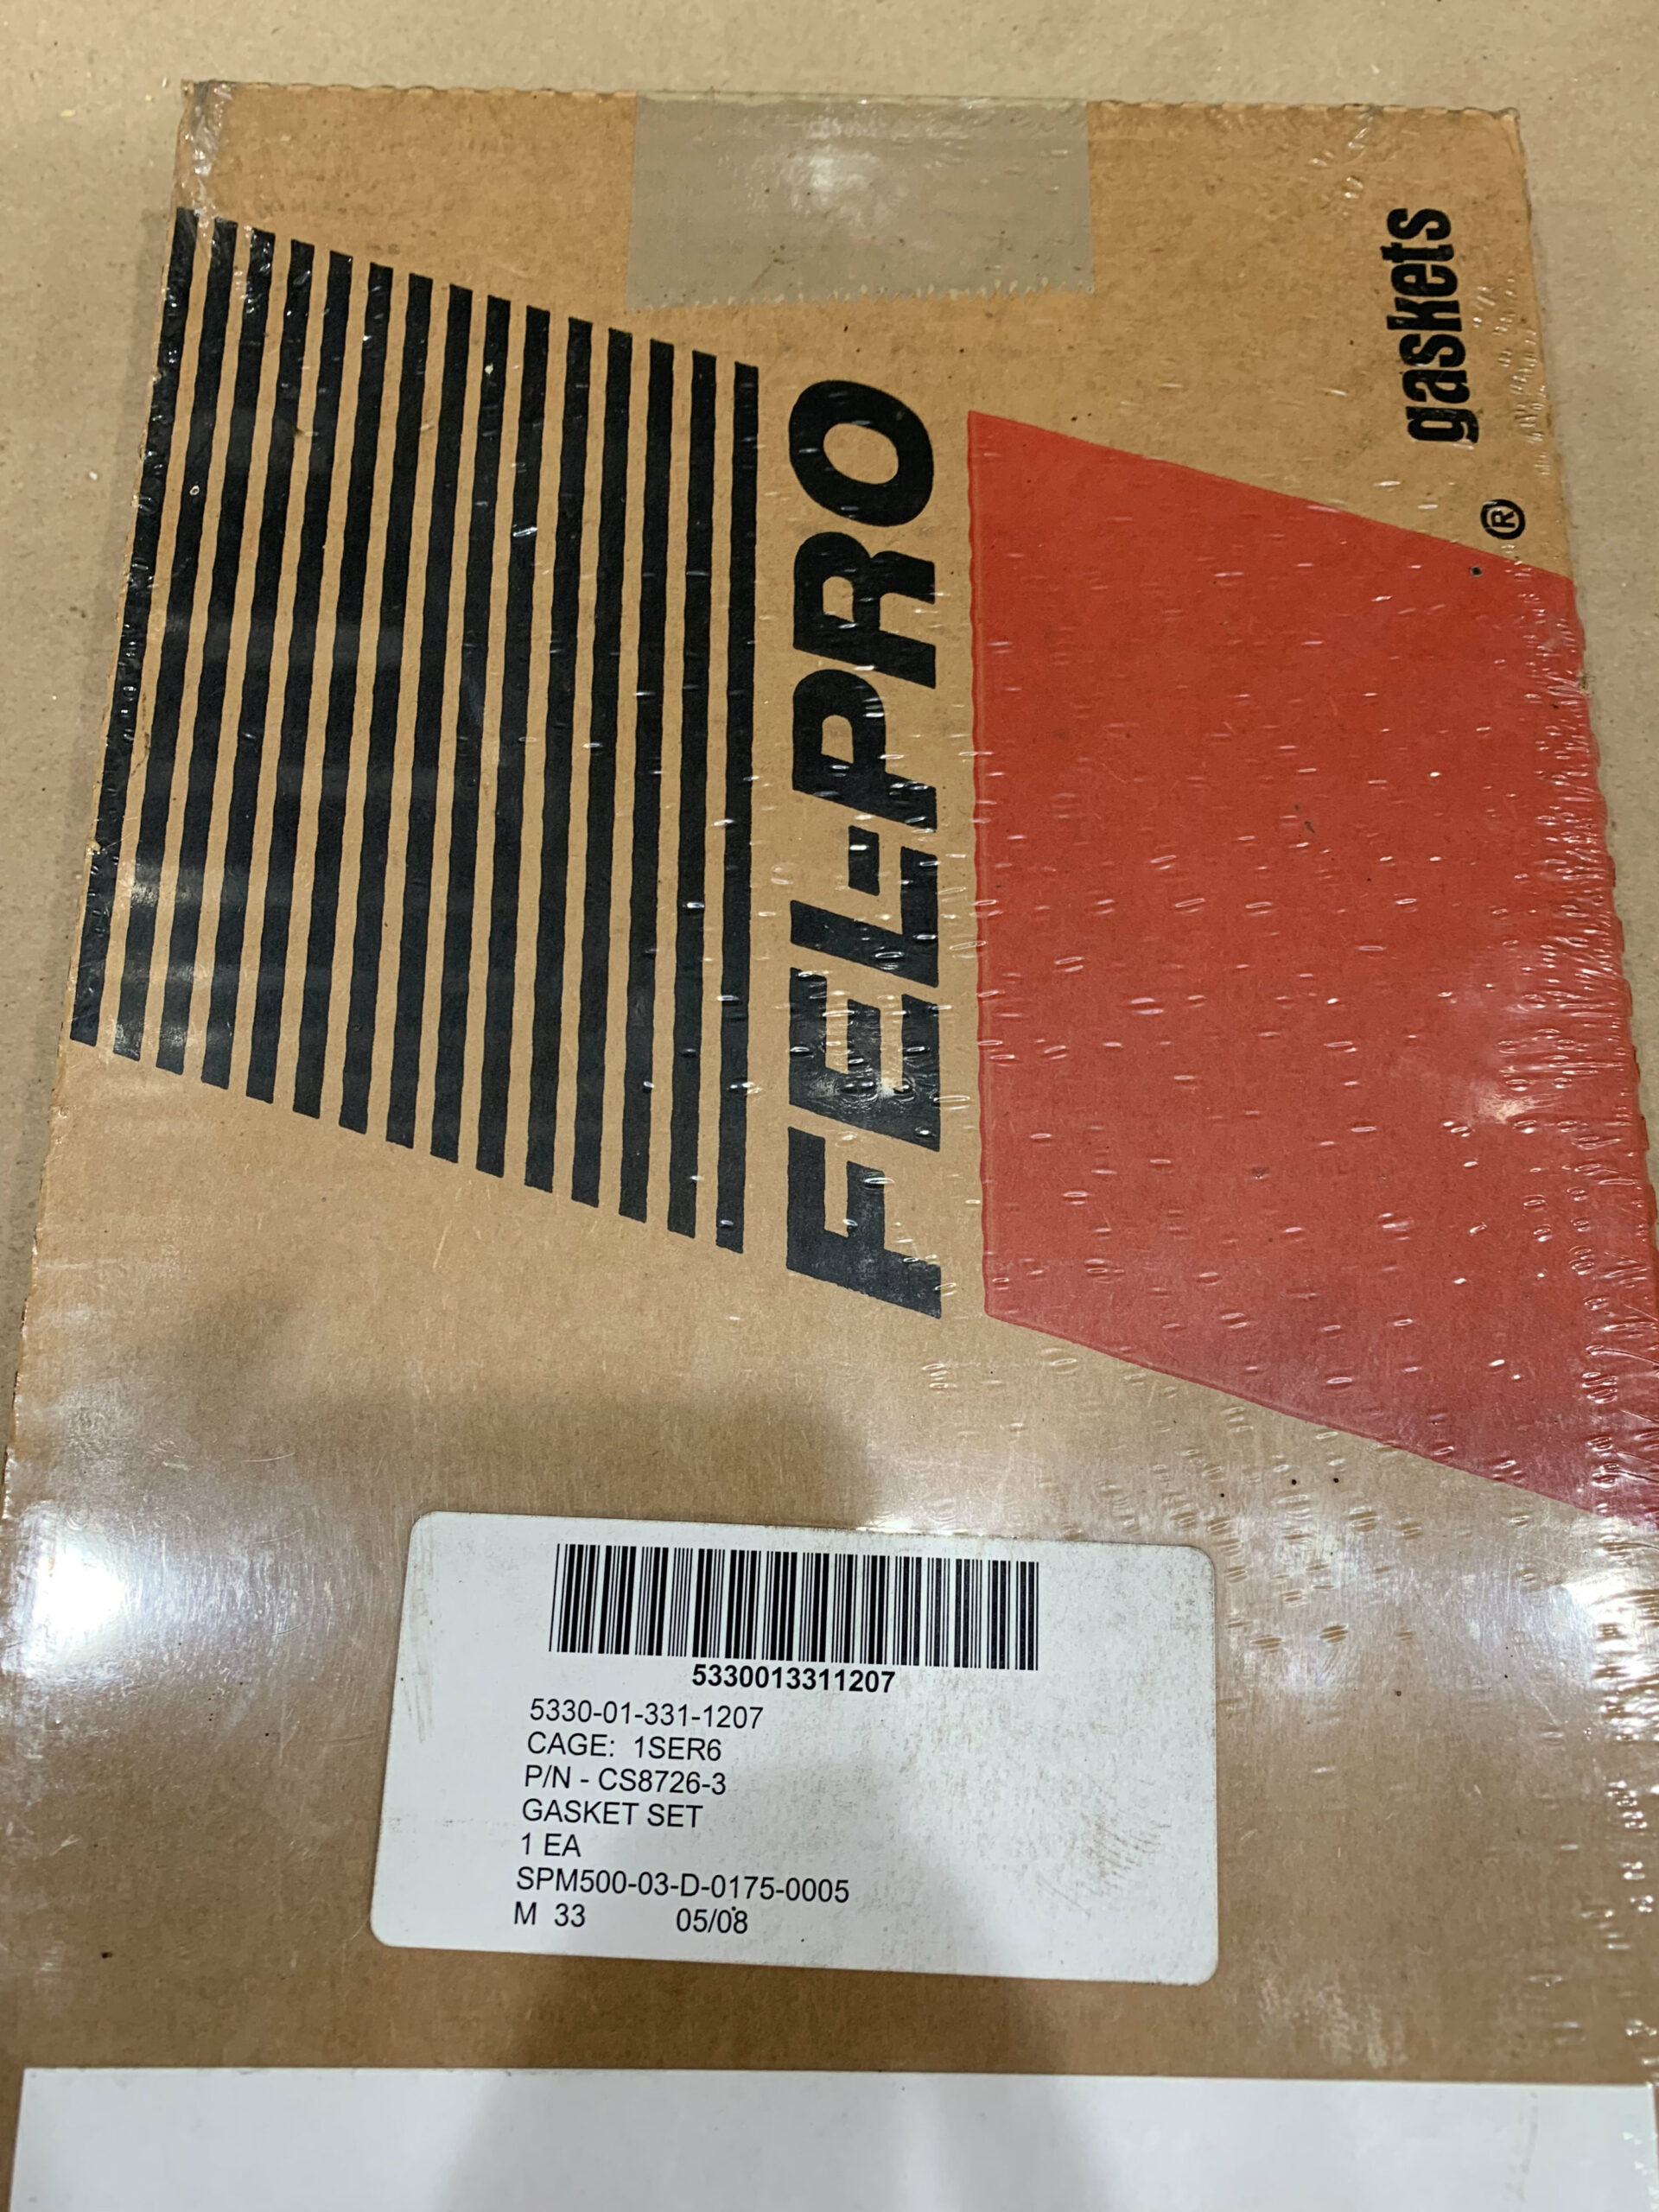 FEL-PRO
gaskets
®
5330013311207
5330-01-331-1207
CAGE: 1SER6
P/N - CS8726-3
GASKET SET
1 EA
SPM500-03-D-0175-0005
M 33 05/08